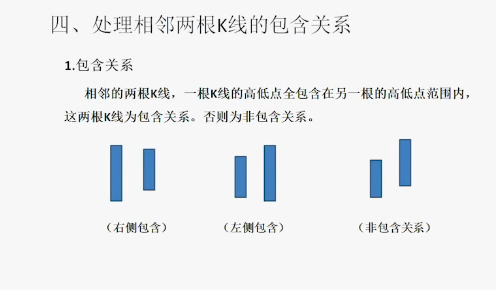 四、处理相邻两根K线的包含关系
1.包含关系
相邻的两根K线，一根K线的高低点全包含在另一根的高低点范围内，
这两根K线为包含关系。否则为非包含关系。
（右侧包含）　（左侧包含）　（非包含关系）